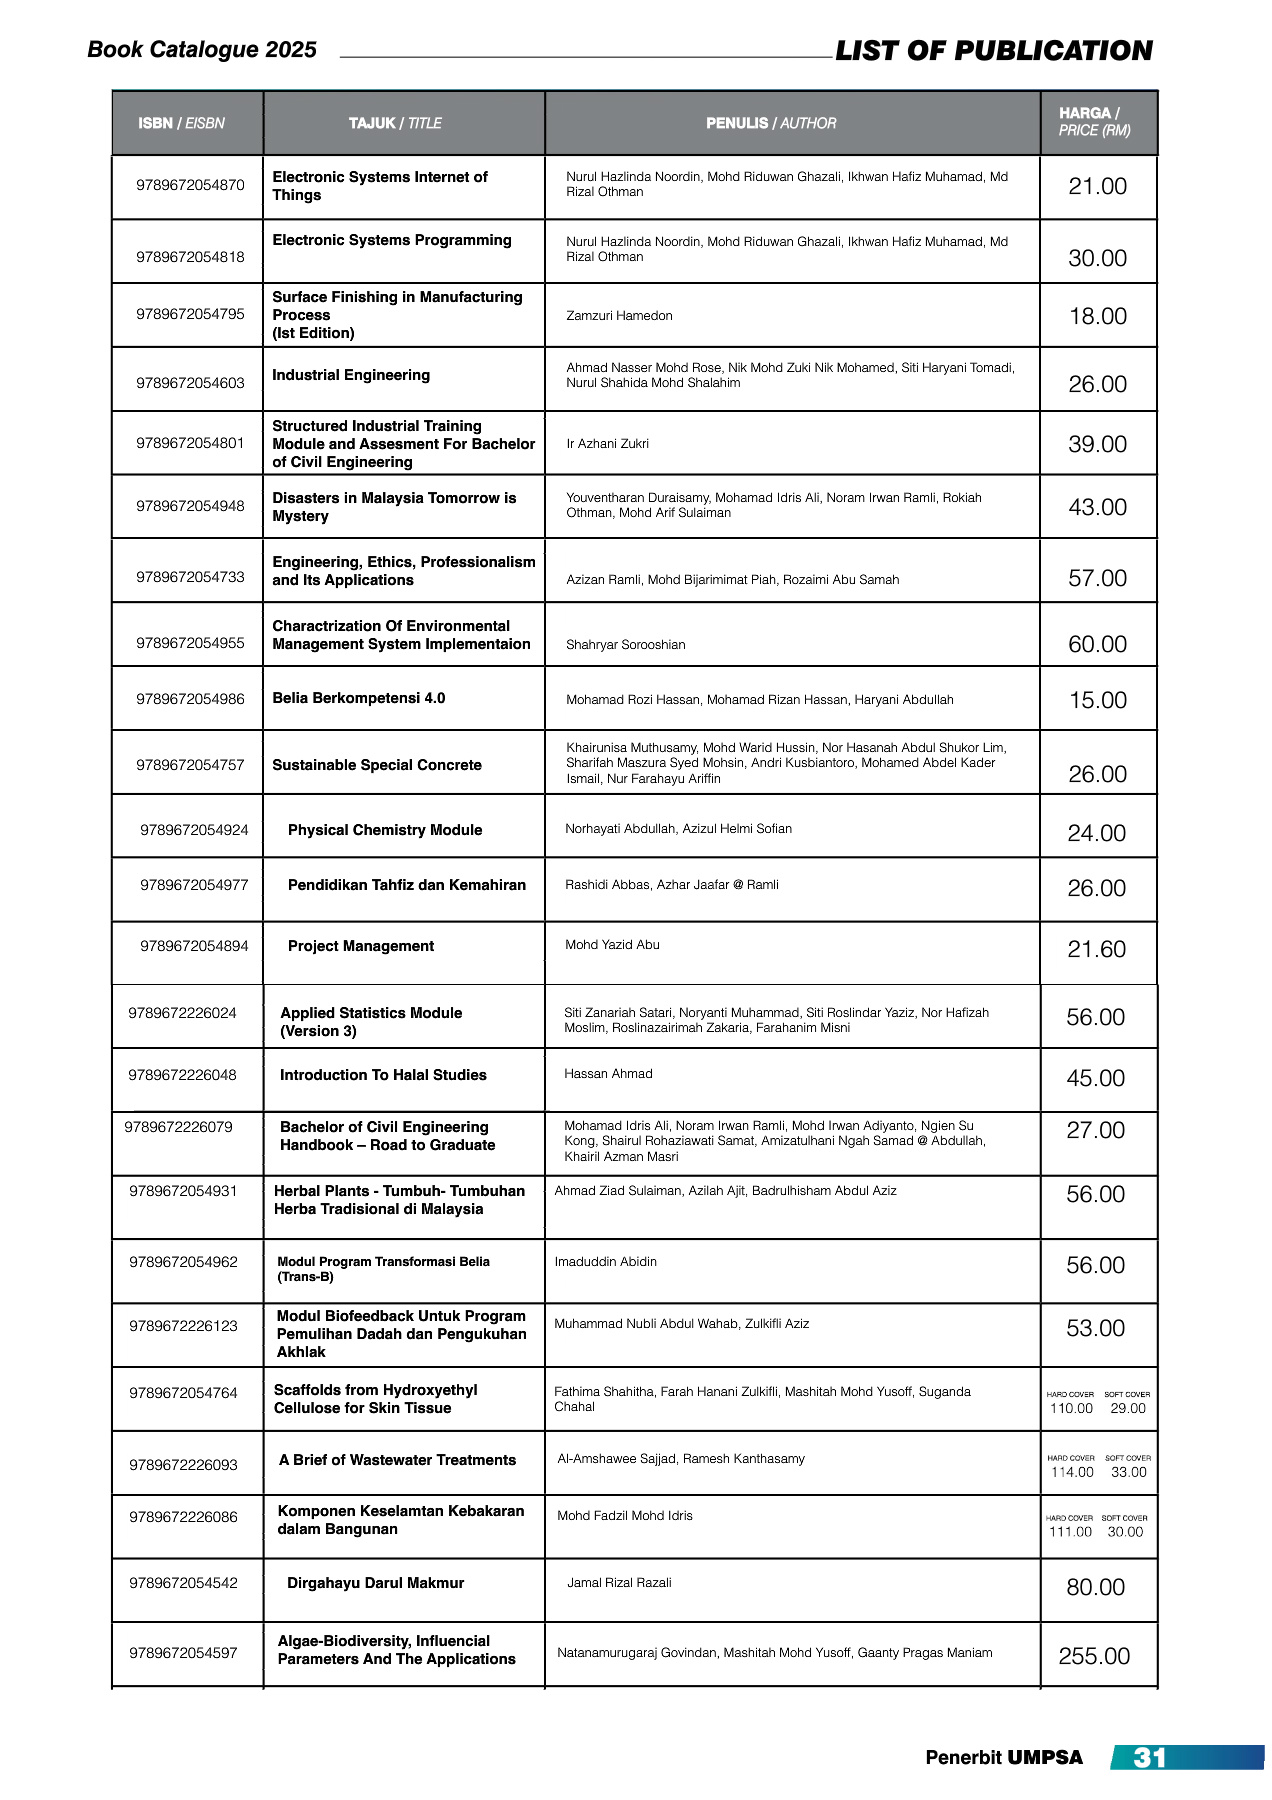 Book Catalogue 2025
LIST OF PUBLICATION
ISBN / EISBN
TAJUK / TITLE
PENULIS / AUTHOR
HARGA /
PRICE (RM)
9789672054870
Electronic Systems Internet of
Things
Nurul Hazlinda Noordin, Mohd Riduwan Ghazali, Ikhwan Hafiz Muhamad, Md
Rizal Othman
21.00
9789672054818
Electronic Systems Programming
Nurul Hazlinda Noordin, Mohd Riduwan Ghazali, Ikhwan Hafiz Muhamad, Md
Rizal Othman
30.00
9789672054795
Surface Finishing in Manufacturing
Process
(Ist Edition)
Zamzuri Hamedon
18.00
9789672054603
Industrial Engineering
Ahmad Nasser Mohd Rose, Nik Mohd Zuki Nik Mohamed, Siti Haryani Tomadi,
Nurul Shahida Mohd Shalahim
26.00
9789672054801
Structured Industrial Training
Module and Assesment For Bachelor
of Civil Engineering
Ir Azhani Zukri
39.00
9789672054948
Disasters in Malaysia Tomorrow is
Mystery
Youventharan Duraisamy, Mohamad Idris Ali, Noram Irwan Ramli, Rokiah
Othman, Mohd Arif Sulaiman
43.00
9789672054733
Engineering, Ethics, Professionalism
and Its Applications
Azizan Ramli, Mohd Bijarimimat Piah, Rozaimi Abu Samah
57.00
9789672054955
Charactrization Of Environmental
Management System Implementaion
Shahryar Sorooshian
60.00
9789672054986
Belia Berkompetensi 4.0
Mohamad Rozi Hassan, Mohamad Rizan Hassan, Haryani Abdullah
15.00
9789672054757
Sustainable Special Concrete
Khairunisa Muthusamy, Mohd Warid Hussin, Nor Hasanah Abdul Shukor Lim,
Sharifah Maszura Syed Mohsin, Andri Kusbiantoro, Mohamed Abdel Kader
Ismail, Nur Farahayu Ariffin
26.00
9789672054924
Physical Chemistry Module
Norhayati Abdullah, Azizul Helmi Sofian
24.00
9789672054977
Pendidikan Tahfiz dan Kemahiran
Rashidi Abbas, Azhar Jaafar @ Ramli
26.00
9789672054894
Project Management
Mohd Yazid Abu
21.60
9789672226024
Applied Statistics Module
(Version 3)
Siti Zanariah Satari, Noryanti Muhammad, Siti Roslindar Yaziz, Nor Hafizah
Moslim, Roslinazairimah Zakaria, Farahanim Misni
56.00
9789672226048
Introduction To Halal Studies
Hassan Ahmad
45.00
9789672226079
Bachelor of Civil Engineering
Handbook – Road to Graduate
Mohamad Idris Ali, Noram Irwan Ramli, Mohd Irwan Adiyanto, Ngien Su
Kong, Shairul Rohaziawati Samat, Amizatulhani Ngah Samad @ Abdullah,
Khairil Azman Masri
27.00
9789672054931
Herbal Plants - Tumbuh- Tumbuhan
Herba Tradisional di Malaysia
Ahmad Ziad Sulaiman, Azilah Ajit, Badrulhisham Abdul Aziz
56.00
9789672054962
Modul Program Transformasi Belia
(Trans-B)
Imaduddin Abidin
56.00
9789672226123
Modul Biofeedback Untuk Program
Pemulihan Dadah dan Pengukuhan
Akhlak
Muhammad Nubli Abdul Wahab, Zulkifli Aziz
53.00
9789672054764
Scaffolds from Hydroxyethyl
Cellulose for Skin Tissue
Fathima Shahitha, Farah Hanani Zulkifli, Mashitah Mohd Yusoff, Suganda
Chahal
HARD COVER SOFT COVER
110.00 29.00
9789672226093
A Brief of Wastewater Treatments
Al-Amshawee Sajjad, Ramesh Kanthasamy
HARD COVER SOFT COVER
114.00 33.00
9789672226086
Komponen Keselamtan Kebakaran
dalam Bangunan
Mohd Fadzil Mohd Idris
HARD COVER SOFT COVER
111.00 30.00
9789672054542
Dirgahayu Darul Makmur
Jamal Rizal Razali
80.00
9789672054597
Algae-Biodiversity, Influencial
Parameters And The Applications
Natanamurugaraj Govindan, Mashitah Mohd Yusoff, Gaanty Pragas Maniam
255.00
Penerbit UMPSA
31